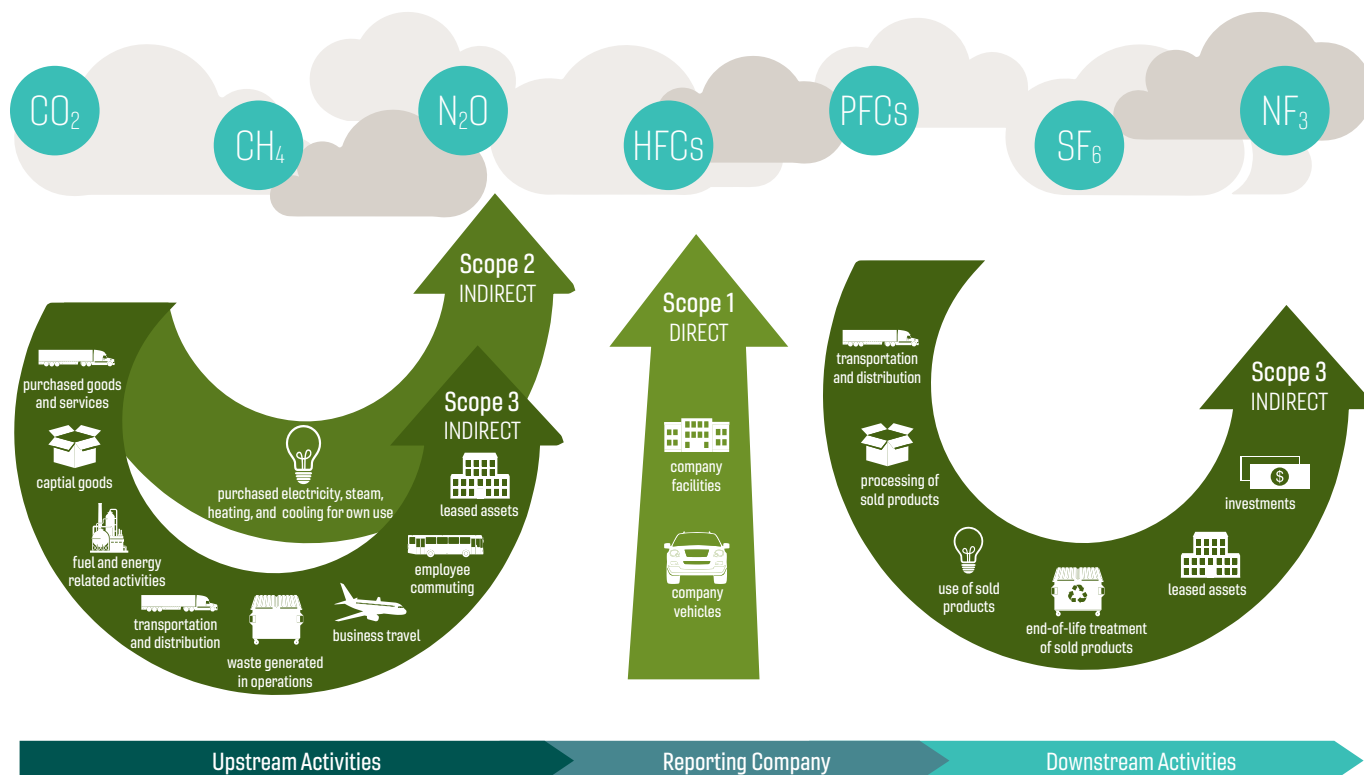 CO₂
CH₄
N₂O
HFCs
PFCs
SF₆
NF₃
Scope 2
INDIRECT
purchased electricity, steam,
heating, and cooling for own use
Scope 3
INDIRECT
purchased goods
and services
captial goods
fuel and energy
related activities
transportation
and distribution
waste generated
in operations
business travel
employee
commuting
leased assets
Scope 1
DIRECT
company
facilities
company
vehicles
transportation
and distribution
processing of
sold products
use of sold
products
end-of-life treatment
of sold products
leased assets
$
investments
Scope 3
INDIRECT
Upstream Activities
Reporting Company
Downstream Activities